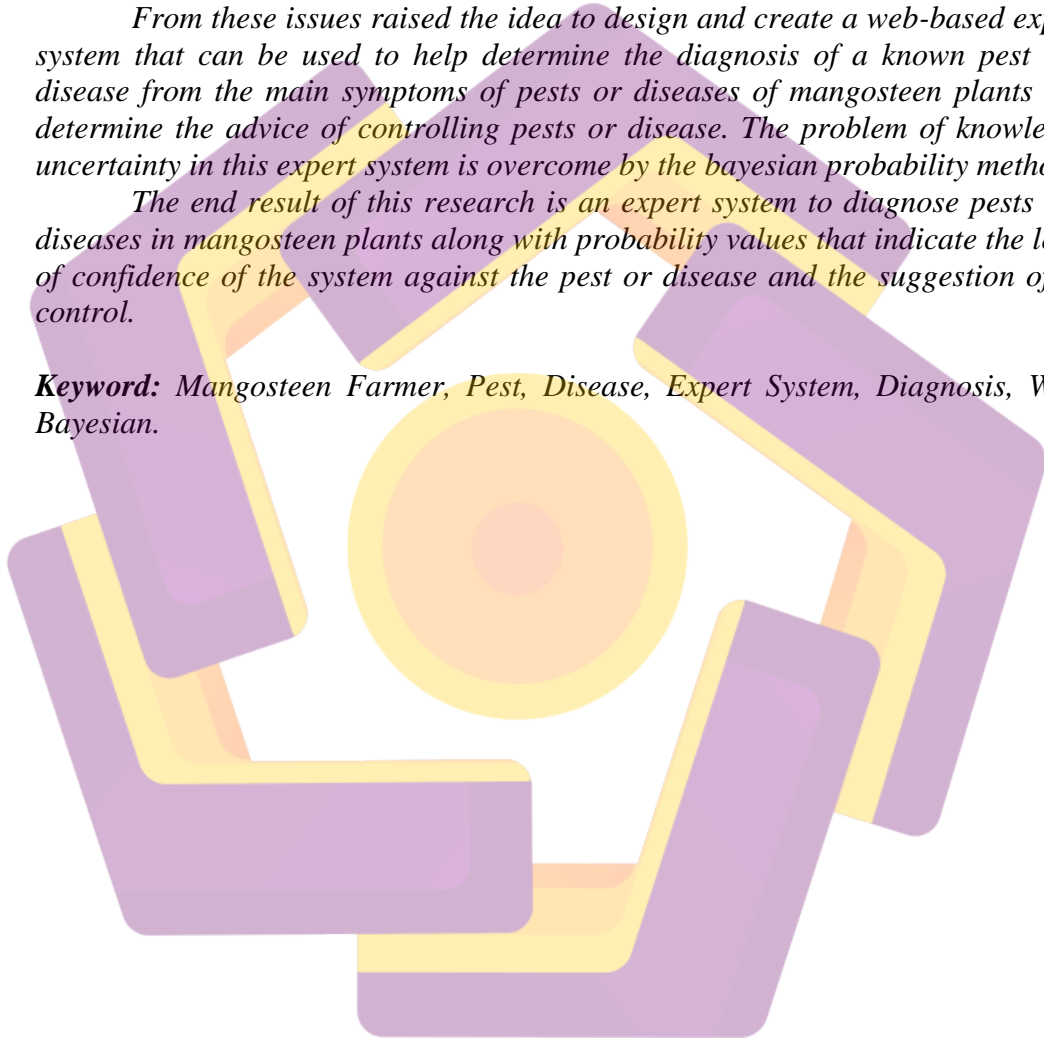 From these issues raised the idea to design and create a web-based exp
system that can be used to help determine the diagnosis of a known pest
disease from the main symptoms of pests or diseases of mangosteen plants
determine the advice of controlling pests or disease. The problem of knowle
uncertainty in this expert system is overcome by the bayesian probability metho
The end result of this research is an expert system to diagnose pests
diseases in mangosteen plants along with probability values that indicate the l
of confidence of the system against the pest or disease and the suggestion of
control.
Keyword: Mangosteen Farmer, Pest, Disease, Expert System, Diagnosis, W
Bayesian.